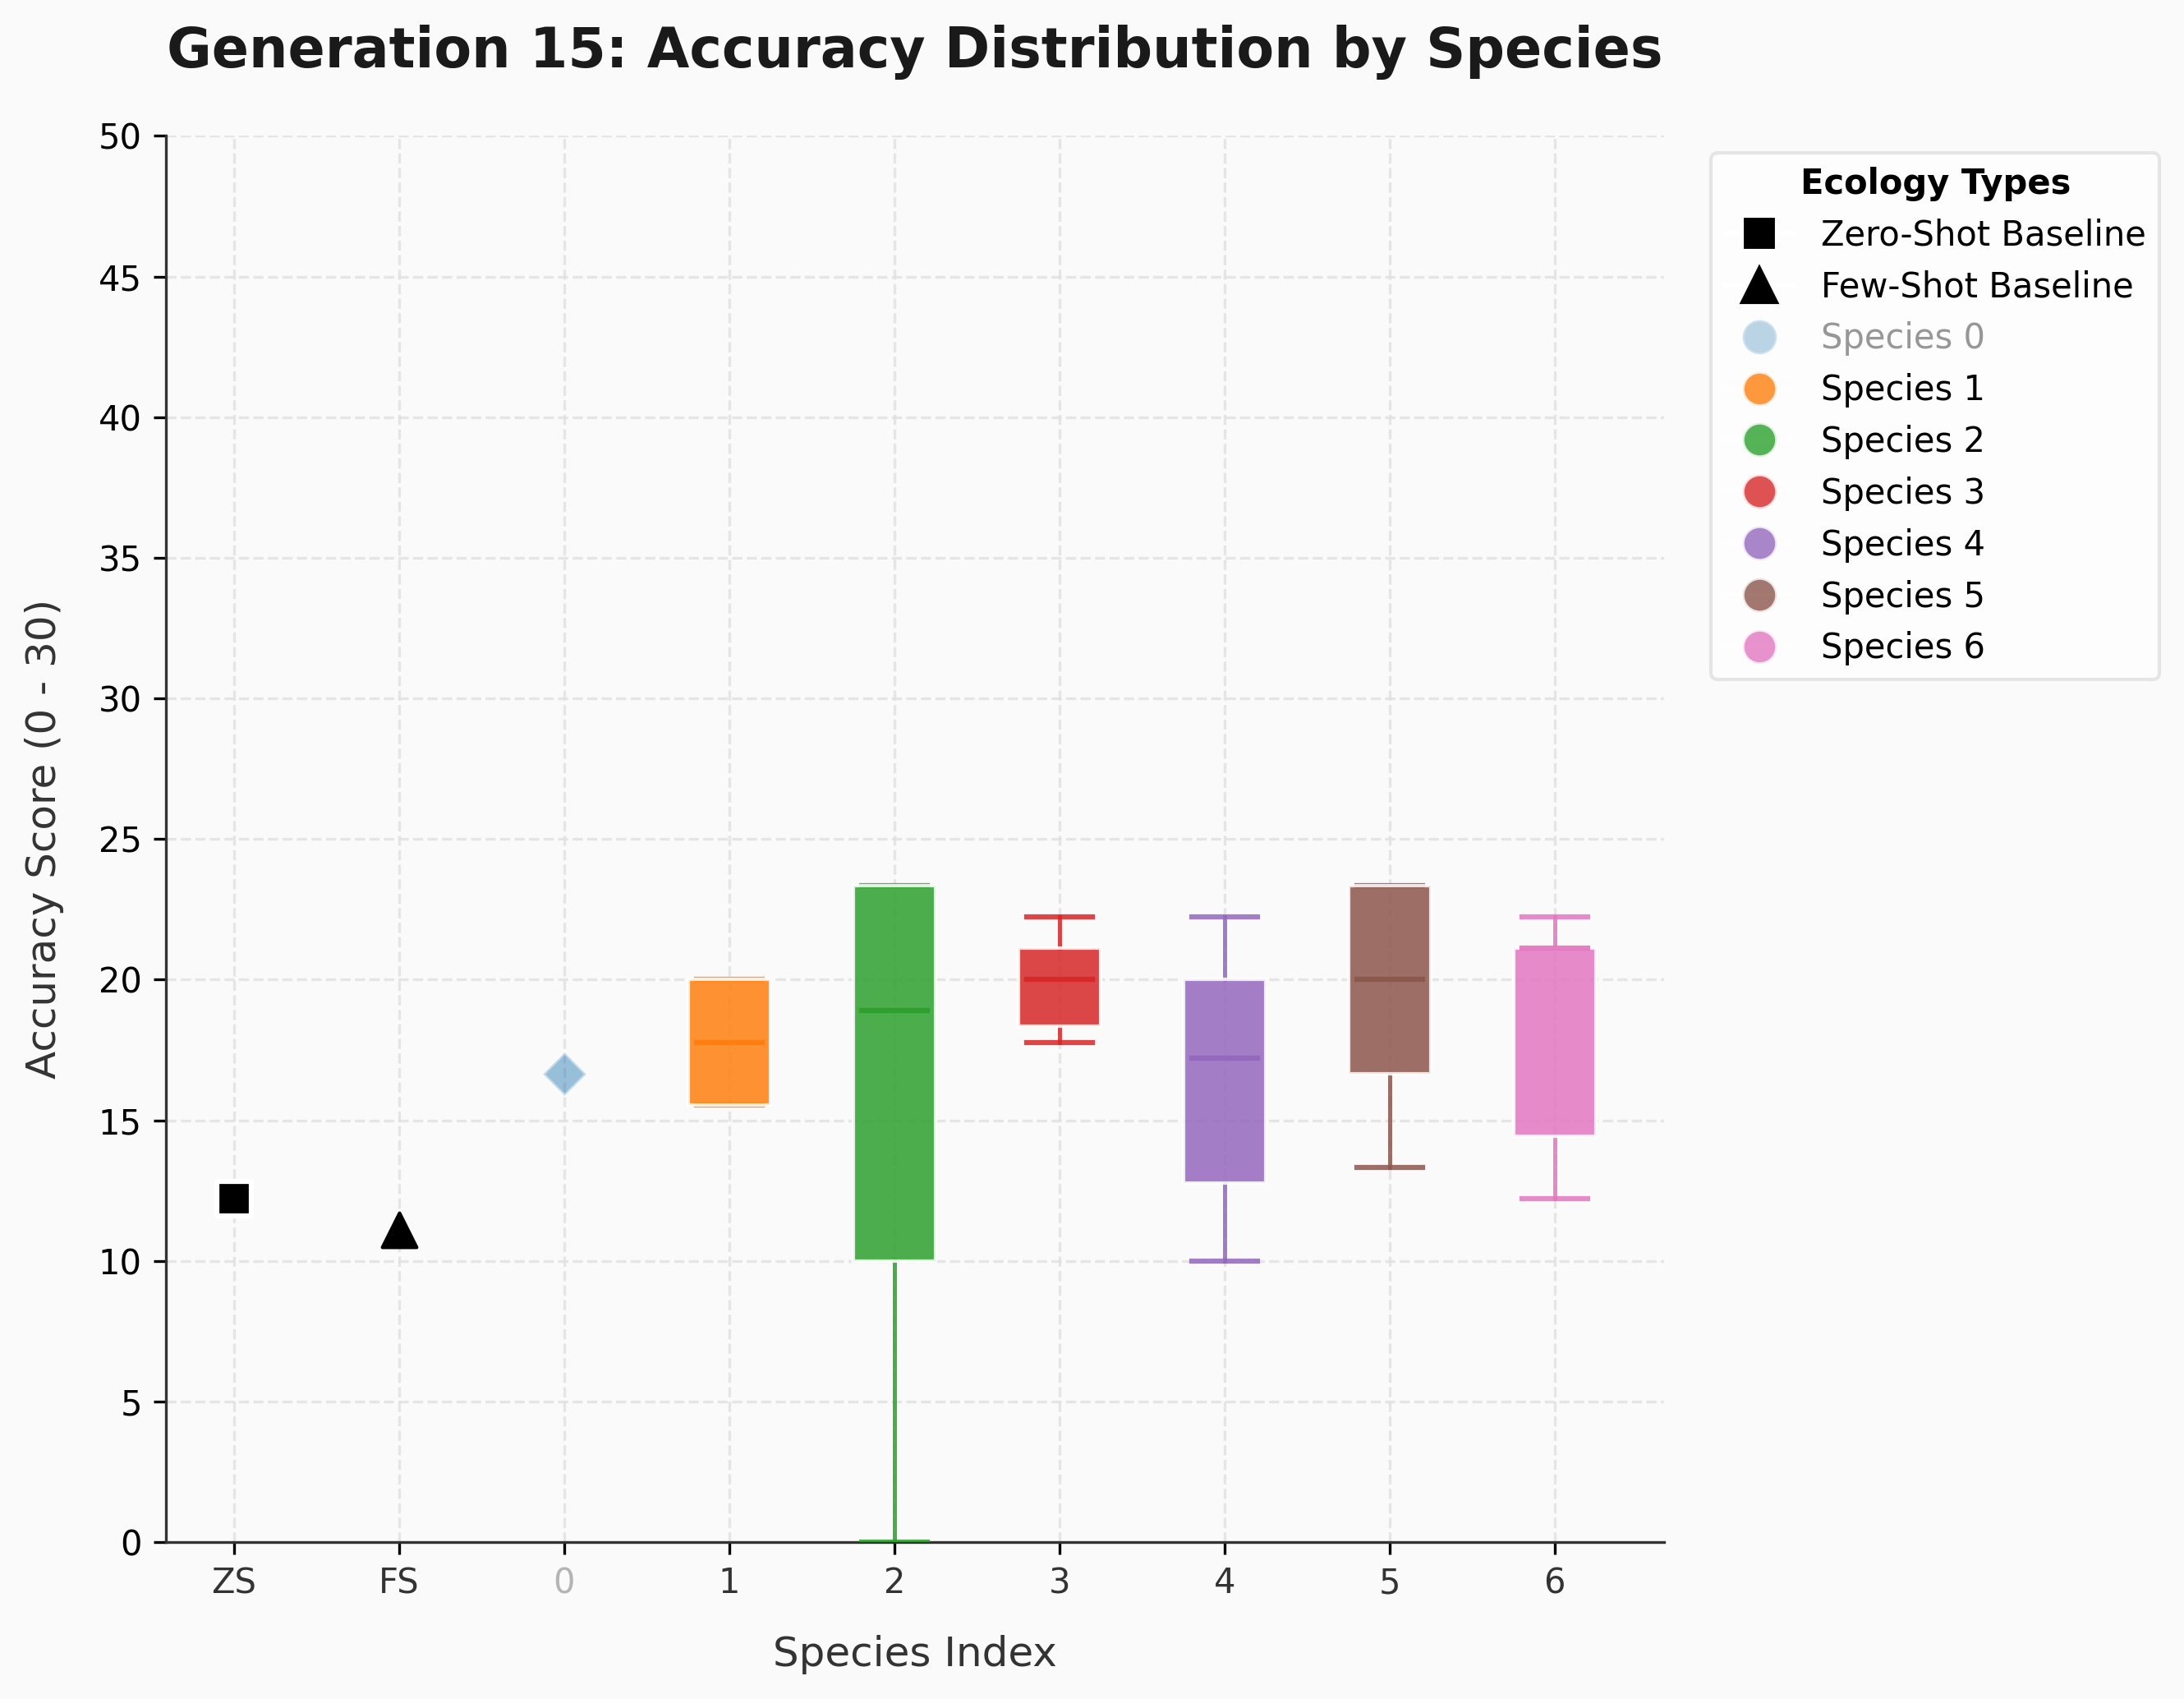 Generation 15: Accuracy Distribution by Species
50
45
40
35
30
25
20
15
10
5
0
Accuracy Score (0 - 30)
ZS
FS
0
1
2
3
4
5
6
Species Index
Ecology Types
Zero-Shot Baseline
Few-Shot Baseline
Species 0
Species 1
Species 2
Species 3
Species 4
Species 5
Species 6